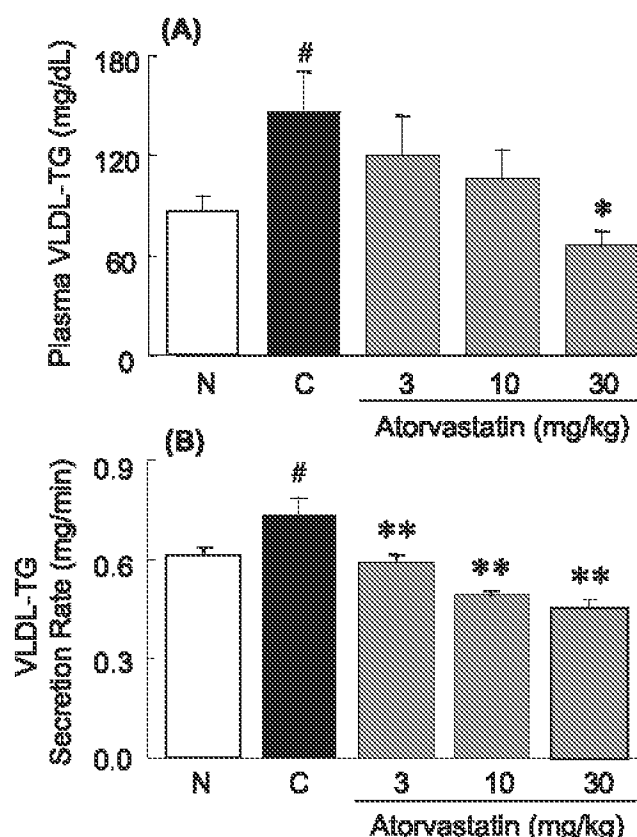 (A)
Plasma VLDL-TG (mg/dL)
180
120
60
0
#
*
N C 3 10 30
Atorvastatin (mg/kg)
(B)
VLDL-TG
Secretion Rate (mg/min)
0.9
0.6
0.3
0.0
#
** ** **
N C 3 10 30
Atorvastatin (mg/kg)